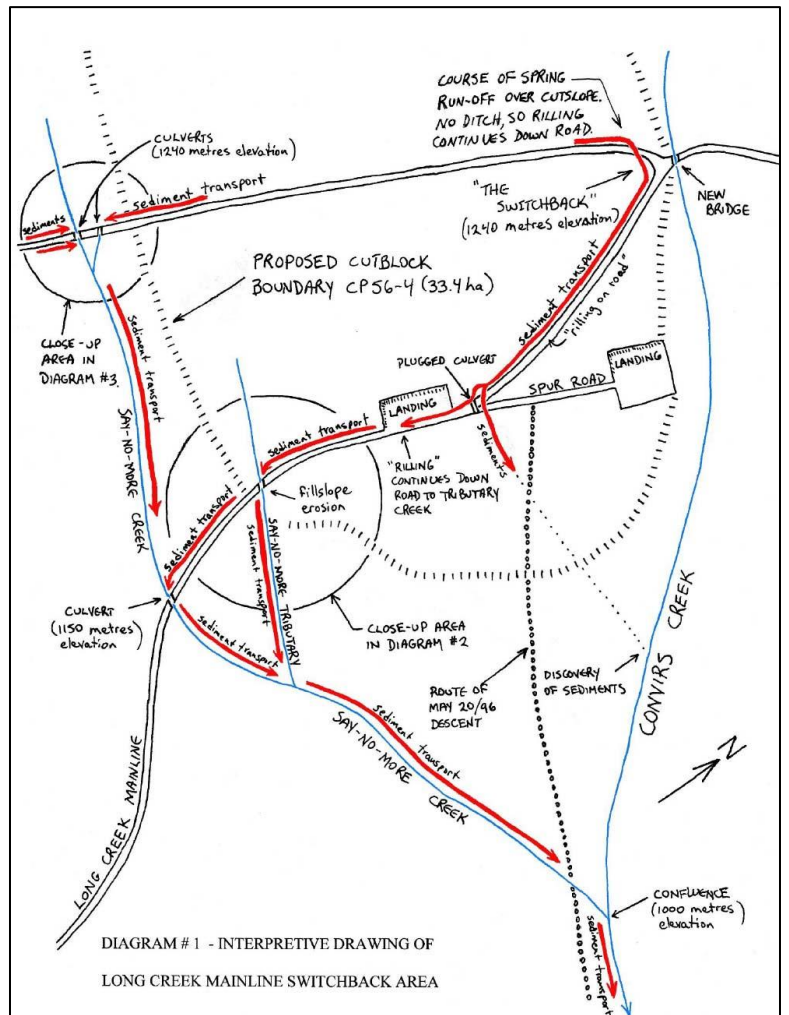 COURSE OF SPRING
RUN-OFF OVER CUTSLOPE.
NO DITCH, SO RILLING
CONTINUES DOWN ROAD.
CULVERTS
(1240 metres elevation)
sediment transport
sediments
"THE
SWITCHBACK"
(1240 metres elevation)
NEW
BRIDGE
PROPOSED CUTBLOCK
BOUNDARY CP56-4 (33.4 ha)
sediment transport
"rilling on road"
CLOSE-UP
AREA IN
DIAGRAM #3
sediment transport
SAY-NO-MORE CREEK
PLUGGED CULVERT
LANDING
SPUR ROAD
LANDING
sediment transport
sediments
"RILLING"
CONTINUES DOWN
ROAD TO TRIBUTARY
CREEK
fillslope
erosion
sediment transport
SAY-NO-MORE TRIBUTARY
sediment transport
CULVERT
(1150 metres)
elevation
CLOSE-UP AREA
IN DIAGRAM #2
sediment transport
ROUTE OF
MAY 20/96
DESCENT
DISCOVERY
OF SEDIMENTS
CONVIRS CREEK
N
sediment transport
SAY-NO-MORE CREEK
LONG CREEK MAINLINE
CONFLUENCE
(1000 metres)
elevation
sediment transport
DIAGRAM # 1 - INTERPRETIVE DRAWING OF
LONG CREEK MAINLINE SWITCHBACK AREA